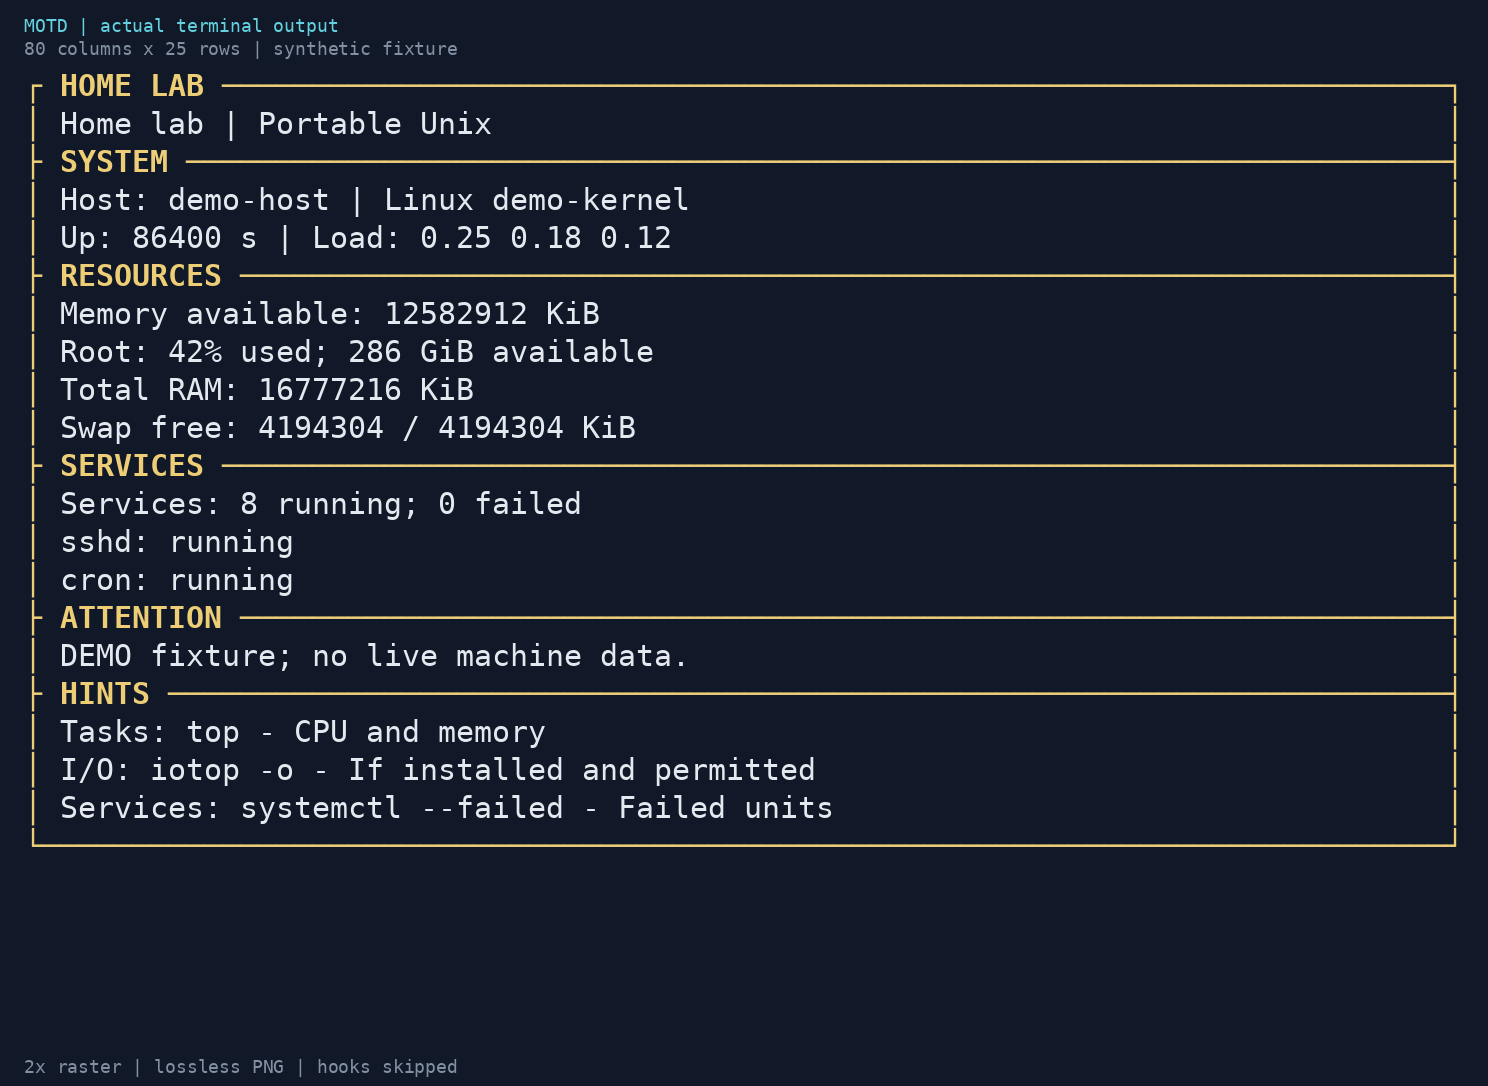 MOTD | actual terminal output
80 columns x 25 rows | synthetic fixture
HOME LAB
Home lab | Portable Unix
SYSTEM
Host: demo-host | Linux demo-kernel
Up: 86400 s | Load: 0.25 0.18 0.12
RESOURCES
Memory available: 12582912 KiB
Root: 42% used; 286 GiB available
Total RAM: 16777216 KiB
Swap free: 4194304 / 4194304 KiB
SERVICES
Services: 8 running; 0 failed
sshd: running
cron: running
ATTENTION
DEMO fixture; no live machine data.
HINTS
Tasks: top - CPU and memory
I/O: iotop -o - If installed and permitted
Services: systemctl --failed - Failed units
2x raster | lossless PNG | hooks skipped